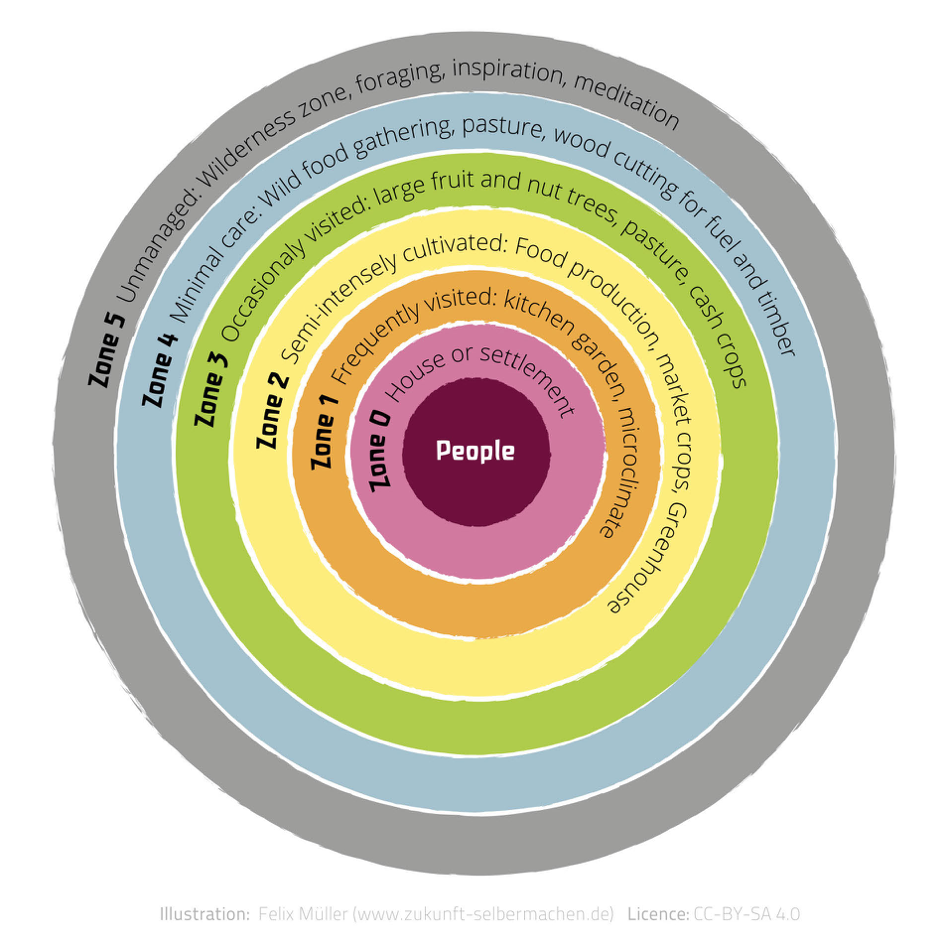 Zone 5 Unmanaged: Wilderness zone, foraging, inspiration, meditation
Zone 4 Minimal care: Wild food gathering, pasture, wood cutting for fuel and timber
Zone 3 Occasionaly visited: large fruit and nut trees, pasture, cash crops
Zone 2 Semi-intensely cultivated: Food production, market crops, Greenhouse
Zone 1 Frequently visited: kitchen garden, microclimate
Zone 0 House or settlement
People
Illustration: Felix Müller (www.zukunft-selbermachen.de) Licence: CC-BY-SA 4.0